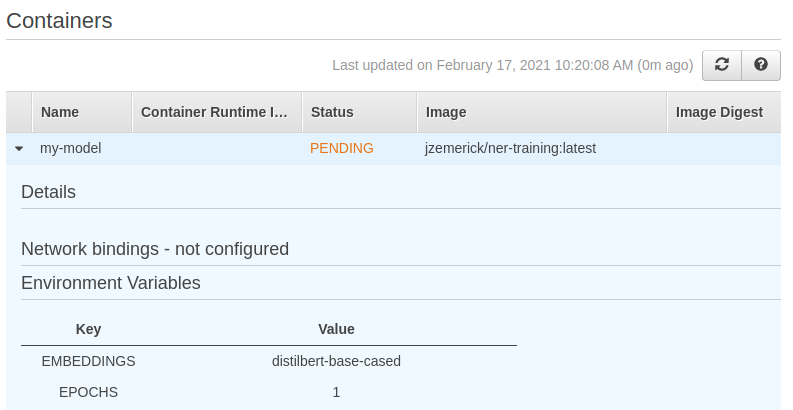 Containers
Last updated on February 17, 2021 10:20:08 AM (0m ago)
Name Container Runtime I... Status Image Image Digest
my-model PENDING jzemerick/ner-training:latest
Details
Network bindings - not configured
Environment Variables
Key Value
EMBEDDINGS distilbert-base-cased
EPOCHS 1